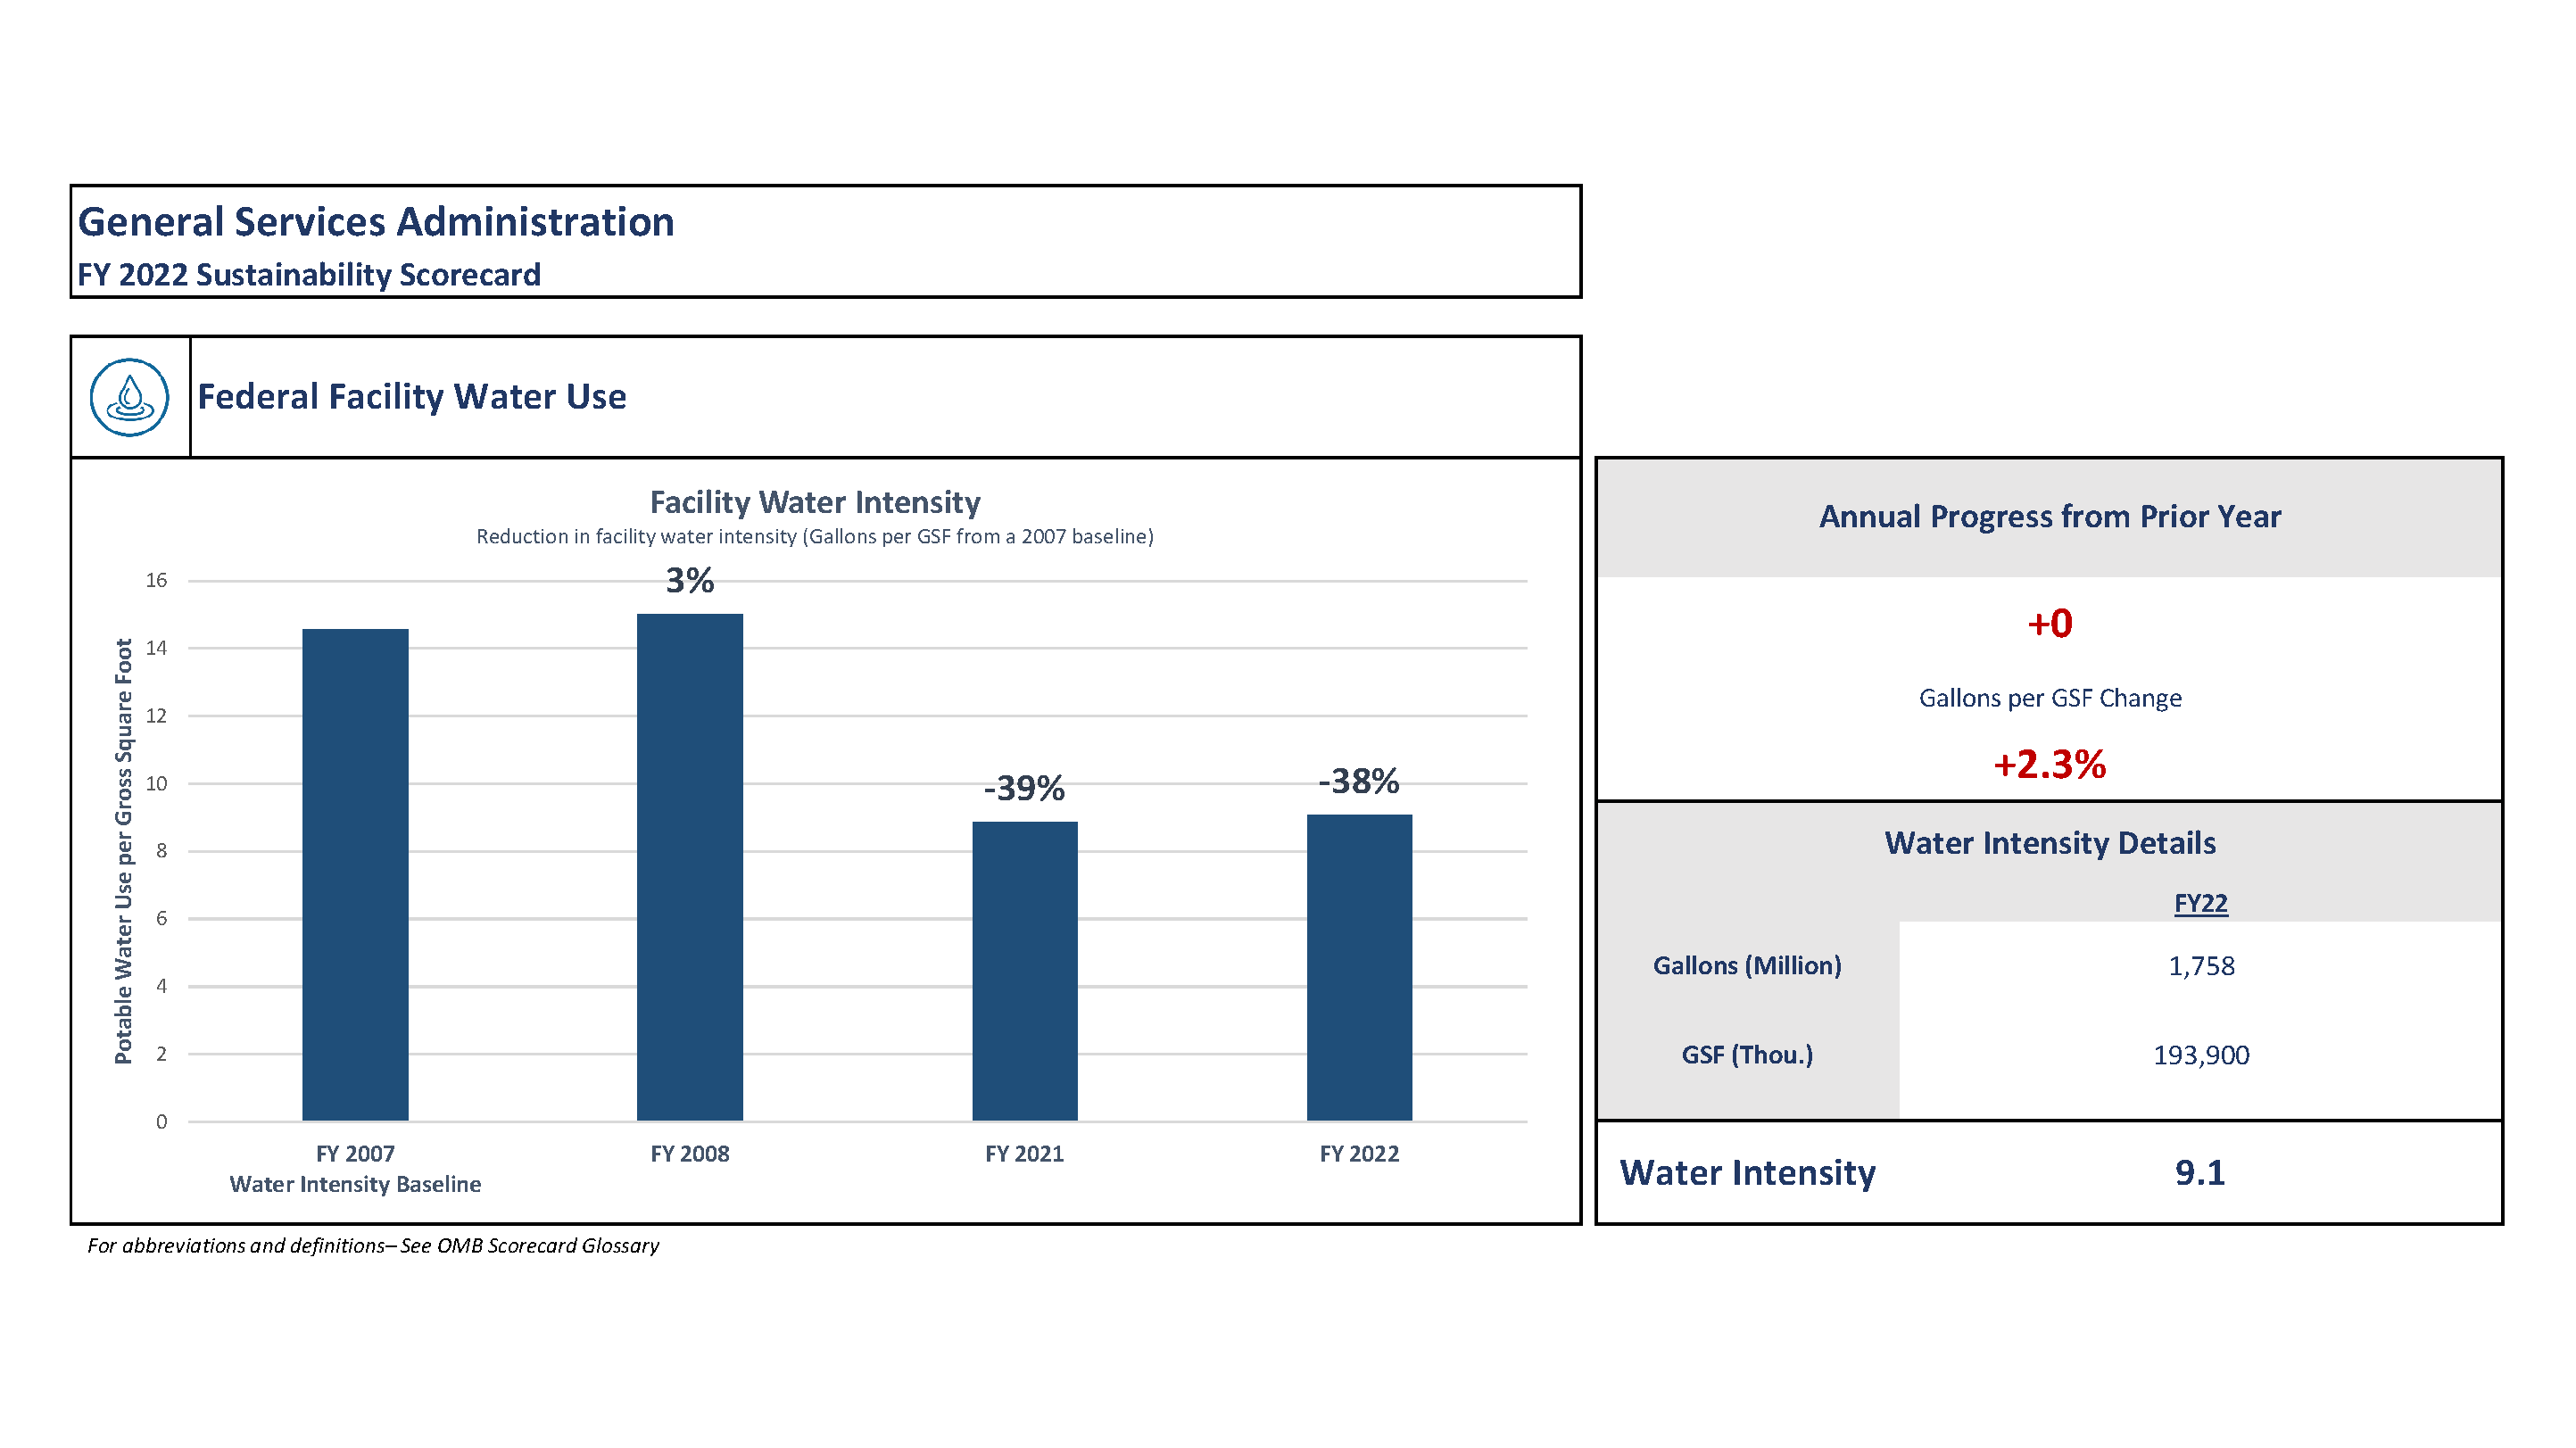 General Services Administration
FY 2022 Sustainability Scorecard
Federal Facility Water Use
Facility Water Intensity
Reduction in facility water intensity (Gallons per GSF from a 2007 baseline)
Potable Water Use per Gross Square Foot
16
14
12
10
8
6
4
2
0
3%
-39%
-38%
FY 2007
FY 2008
FY 2021
FY 2022
Water Intensity Baseline
For abbreviations and definitions– See OMB Scorecard Glossary
Annual Progress from Prior Year
+0
Gallons per GSF Change
+2.3%
Water Intensity Details
FY22
Gallons (Million) 1,758
GSF (Thou.) 193,900
Water Intensity 9.1